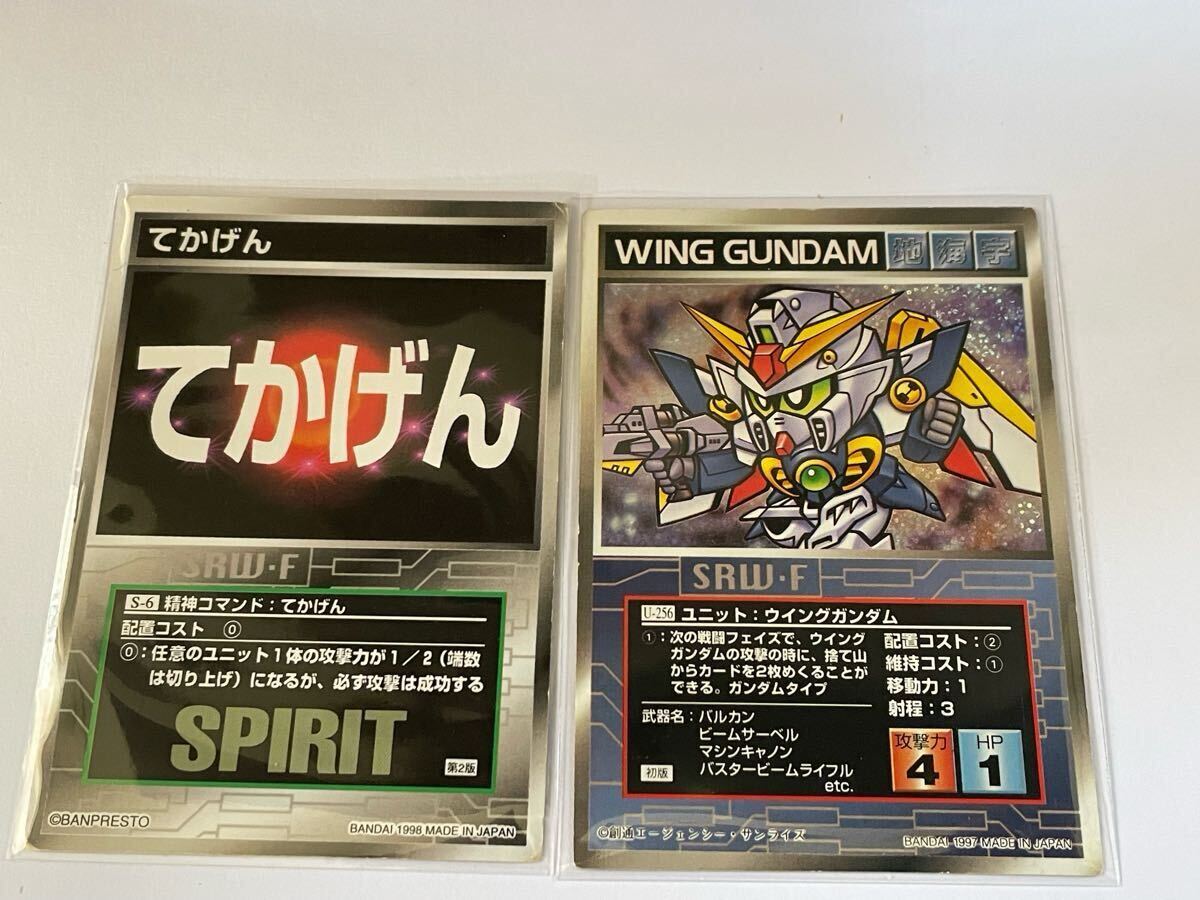 てかげん
てかげん
SRW·F
S-6 精神コマンド：てかげん
配置コスト ⓪
⓪：任意のユニット1体の攻撃力が1／2（端数
は切り上げ）になるが、必ず攻撃は成功する
SPIRIT
第2版
©BANPRESTO
BANDAI 1998 MADE IN JAPAN
WING GUNDAM 地 海 宇
SRW·F
U-256 ユニット：ウイングガンダム
①：次の戦闘フェイズで、ウイング
ガンダムの攻撃の時に、捨て山
からカードを2枚めくることが
できる。ガンダムタイプ
配置コスト：②
維持コスト：①
移動力：1
射程：3
武器名：バルカン
ビームサーベル
マシンキャノン
バスタービームライフル
etc.
初版
攻撃力
4
HP
1
©創通エージェンシー・サンライズ
BANDAI 1997 MADE IN JAPAN